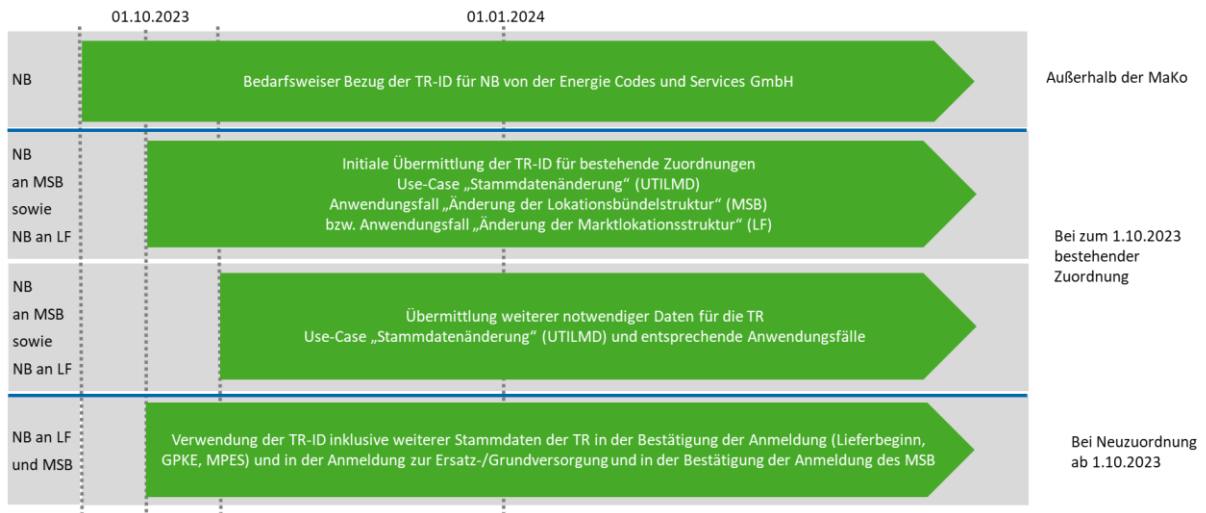 01.10.2023
01.01.2024
NB
Bedarfsweiser Bezug der TR-ID für NB von der Energie Codes und Services GmbH
Außerhalb der MaKo
NB
an MSB
sowie
NB an LF
Initiale Übermittlung der TR-ID für bestehende Zuordnungen
Use-Case „Stammdatenänderung“ (UTILMD)
Anwendungsfall „Änderung der Lokationsbündelstruktur“ (MSB)
bzw. Anwendungsfall „Änderung der Marktlokationsstruktur“ (LF)
Bei zum 1.10.2023
bestehender
Zuordnung
NB
an MSB
sowie
NB an LF
Übermittlung weiterer notwendiger Daten für die TR
Use-Case „Stammdatenänderung“ (UTILMD) und entsprechende Anwendungsfälle
NB an LF
und MSB
Verwendung der TR-ID inklusive weiterer Stammdaten der TR in der Bestätigung der Anmeldung (Lieferbeginn,
GPKE, MPES) und in der Anmeldung zur Ersatz-/Grundversorgung und in der Bestätigung der Anmeldung des MSB
Bei Neuzuordnung
ab 1.10.2023